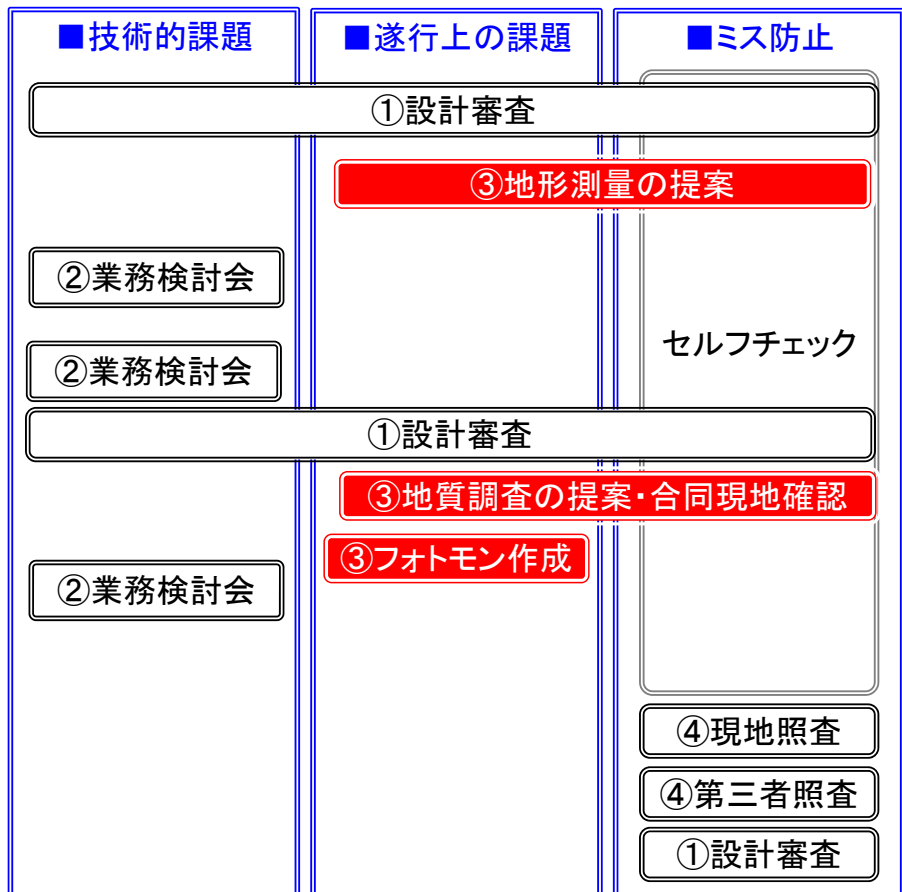 ■技術的課題
■遂行上の課題
■ミス防止
①設計審査
③地形測量の提案
②業務検討会
セルフチェック
②業務検討会
①設計審査
③地質調査の提案・合同現地確認
③フォトモン作成
②業務検討会
④現地照査
④第三者照査
①設計審査